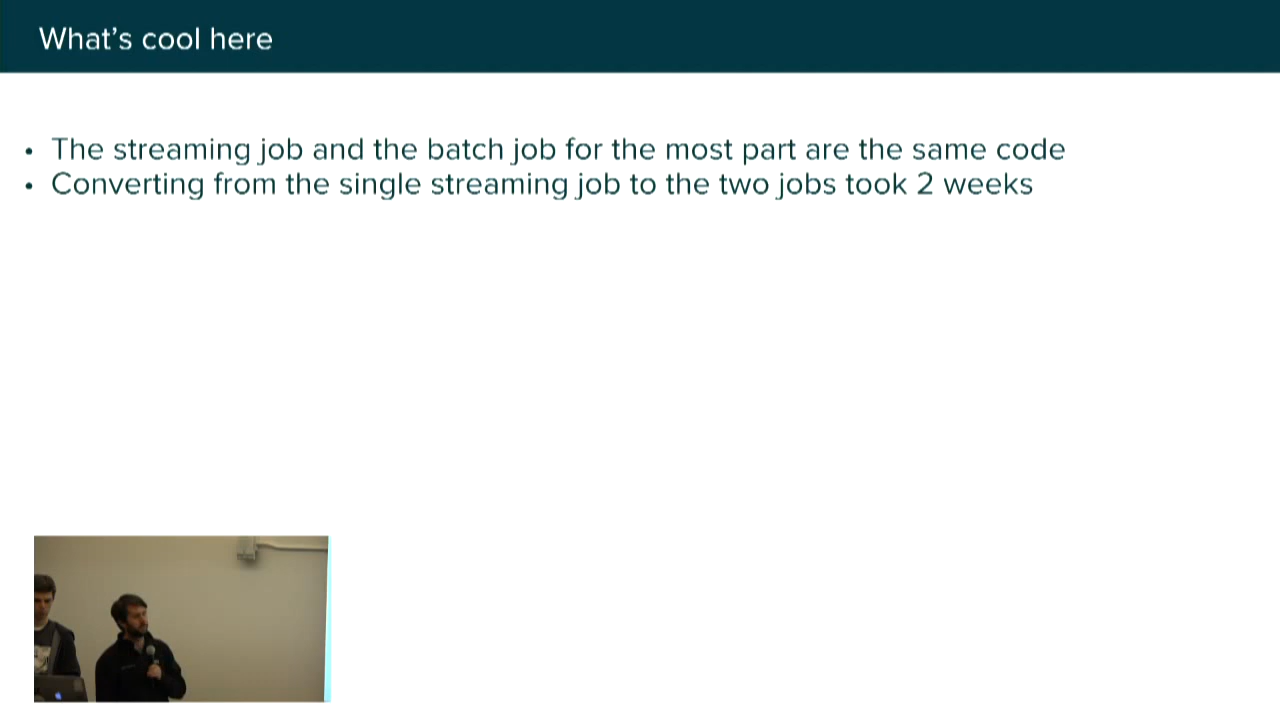 What's cool here
• The streaming job and the batch job for the most part are the same code
• Converting from the single streaming job to the two jobs took 2 weeks